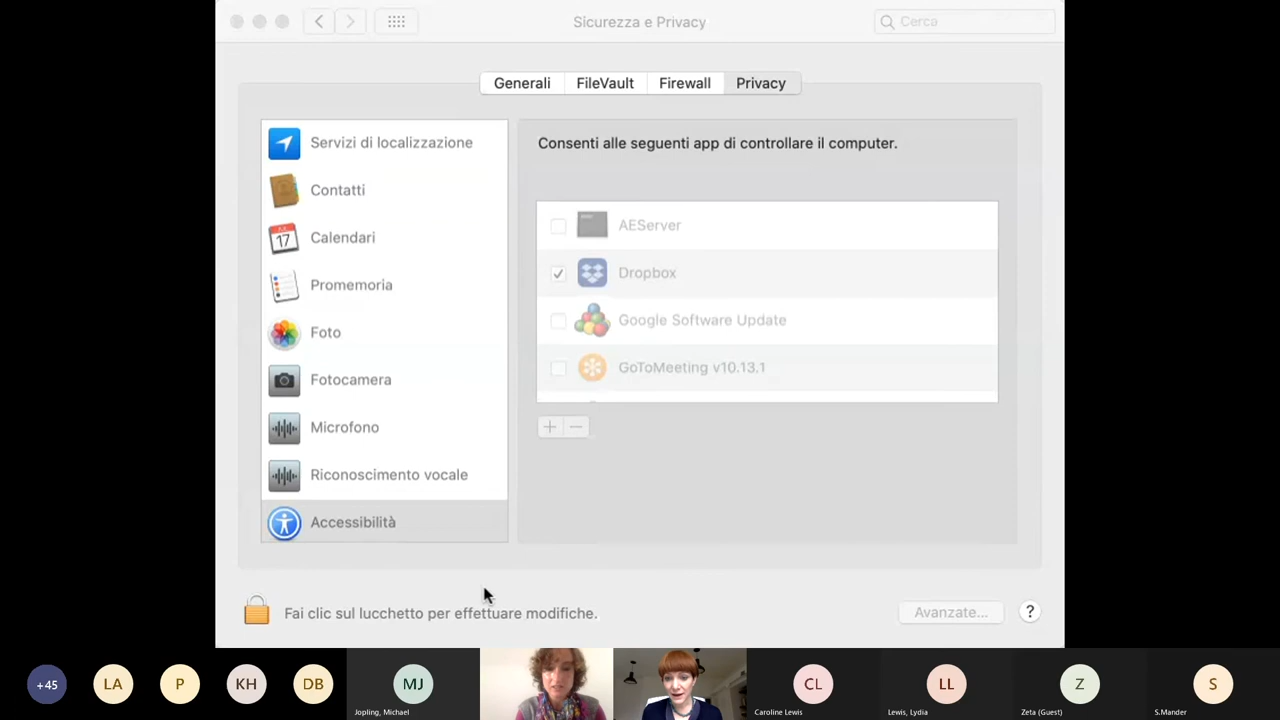 Sicurezza e Privacy
Cerca
Generali
FileVault
Firewall
Privacy
Servizi di localizzazione
Contatti
17
Calendari
Promemoria
Foto
Fotocamera
Microfono
Riconoscimento vocale
Accessibilità
Consenti alle seguenti app di controllare il computer.
AEServer
Dropbox
Google Software Update
GoToMeeting v10.13.1
Fai clic sul lucchetto per effettuare modifiche.
Avanzate...
?
+45
LA
P
KH
DB
MJ
Jopling, Michael
CL
Caroline Lewis
LL
Lewis, Lydia
Z
Zeta (Guest)
S
S.Mander